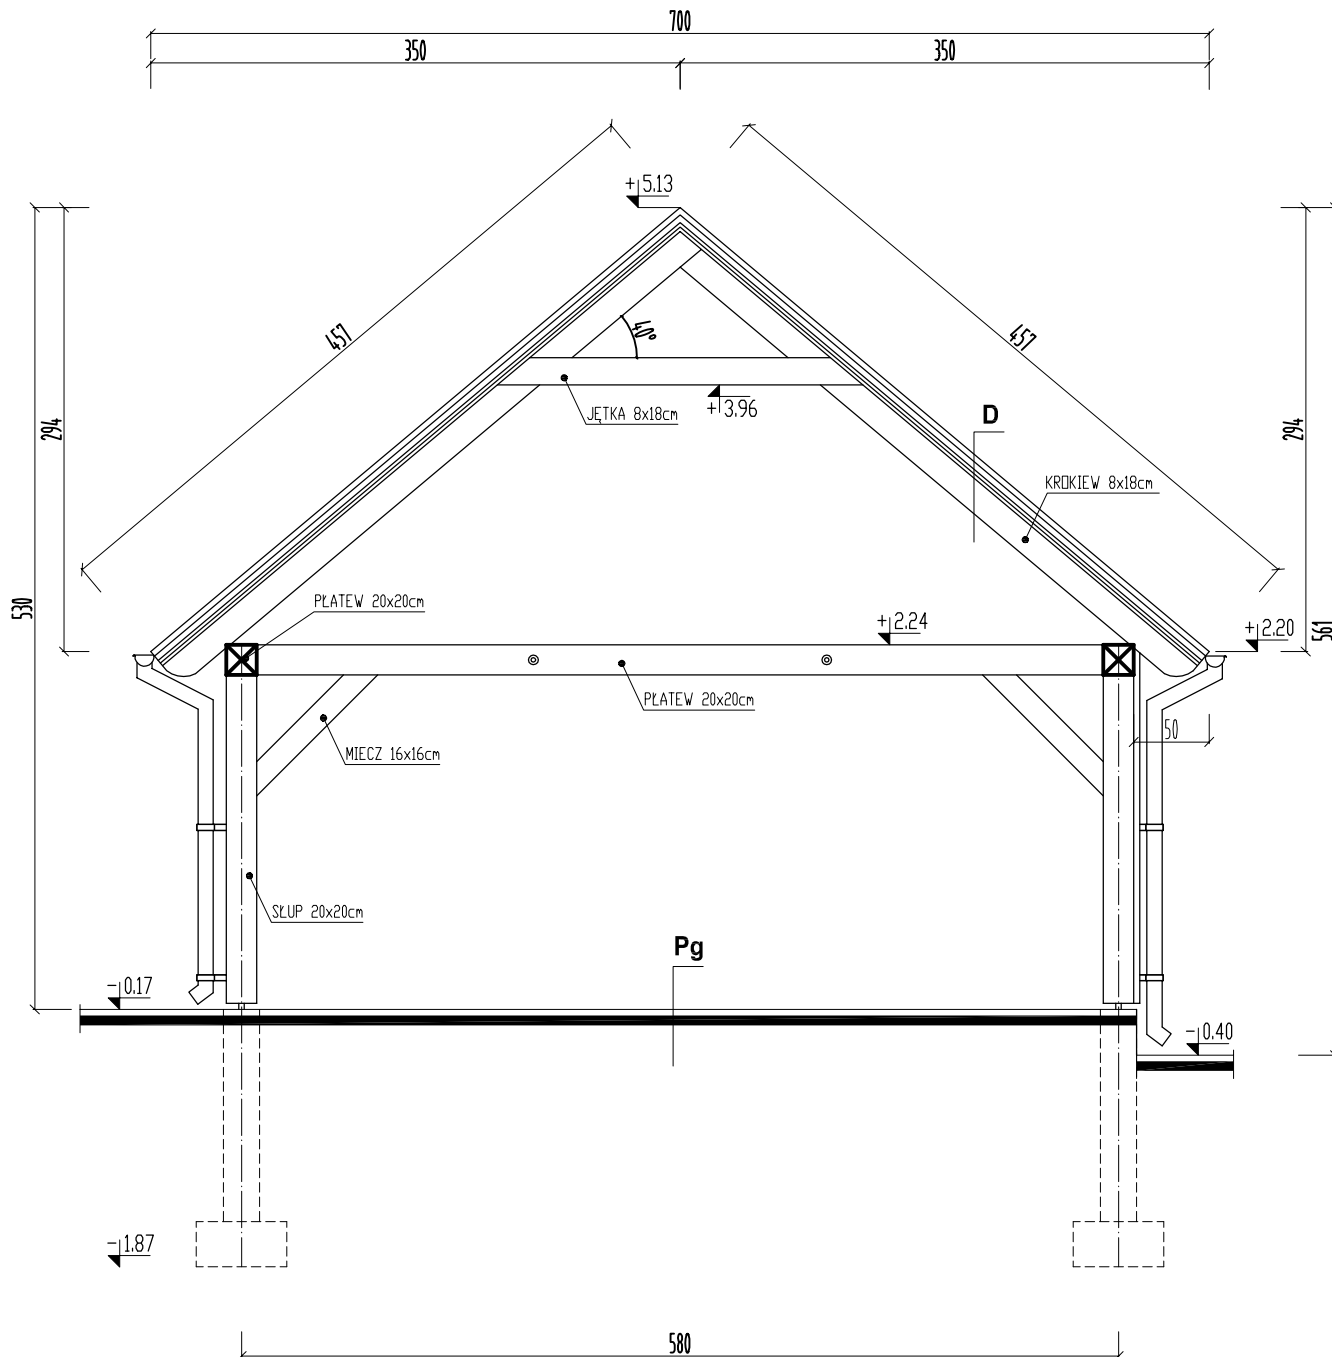 700
350 350
+5.13
457 457
40°
JĘTKA 8x18cm
+3.96
D
KROKIEW 8x18cm
294 294
530
561
PŁATEW 20x20cm
+2.24
+2.20
PŁATEW 20x20cm
50
MIECZ 16x16cm
SŁUP 20x20cm
Pg
-0.17
-0.40
-1.87
580